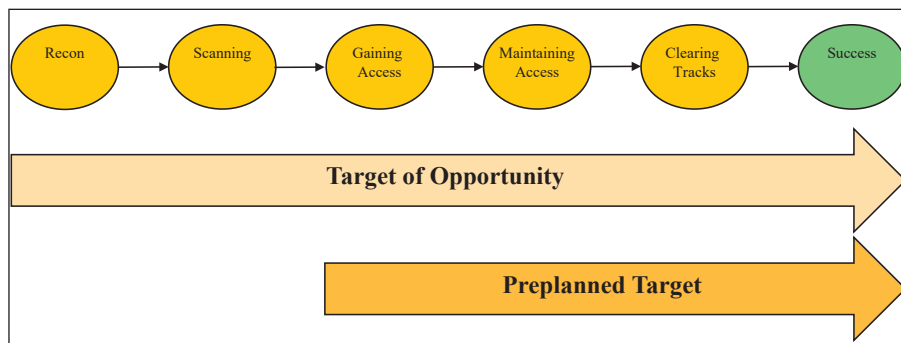 Recon
Scanning
Gaining
Access
Maintaining
Access
Clearing
Tracks
Success
Target of Opportunity
Preplanned Target